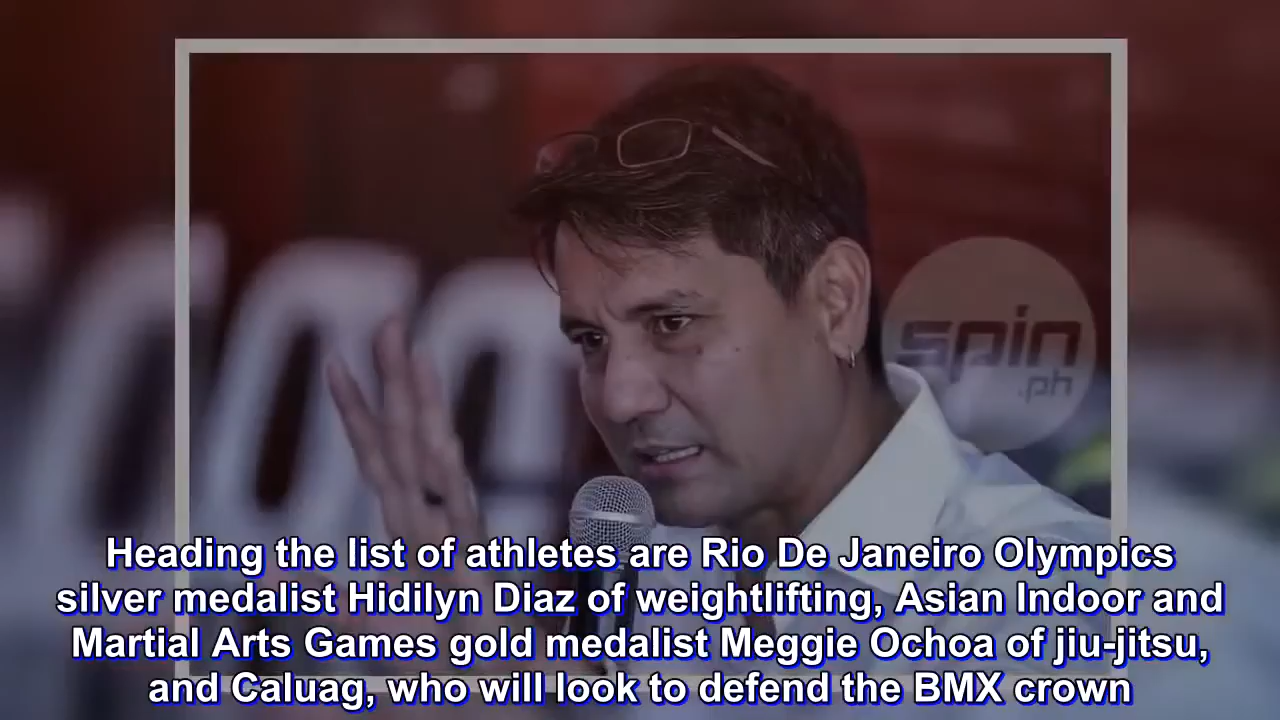 spin
.ph
Heading the list of athletes are Rio De Janeiro Olympics
silver medalist Hidilyn Diaz of weightlifting, Asian Indoor and
Martial Arts Games gold medalist Meggie Ochoa of jiu-jitsu,
and Caluag, who will look to defend the BMX crown